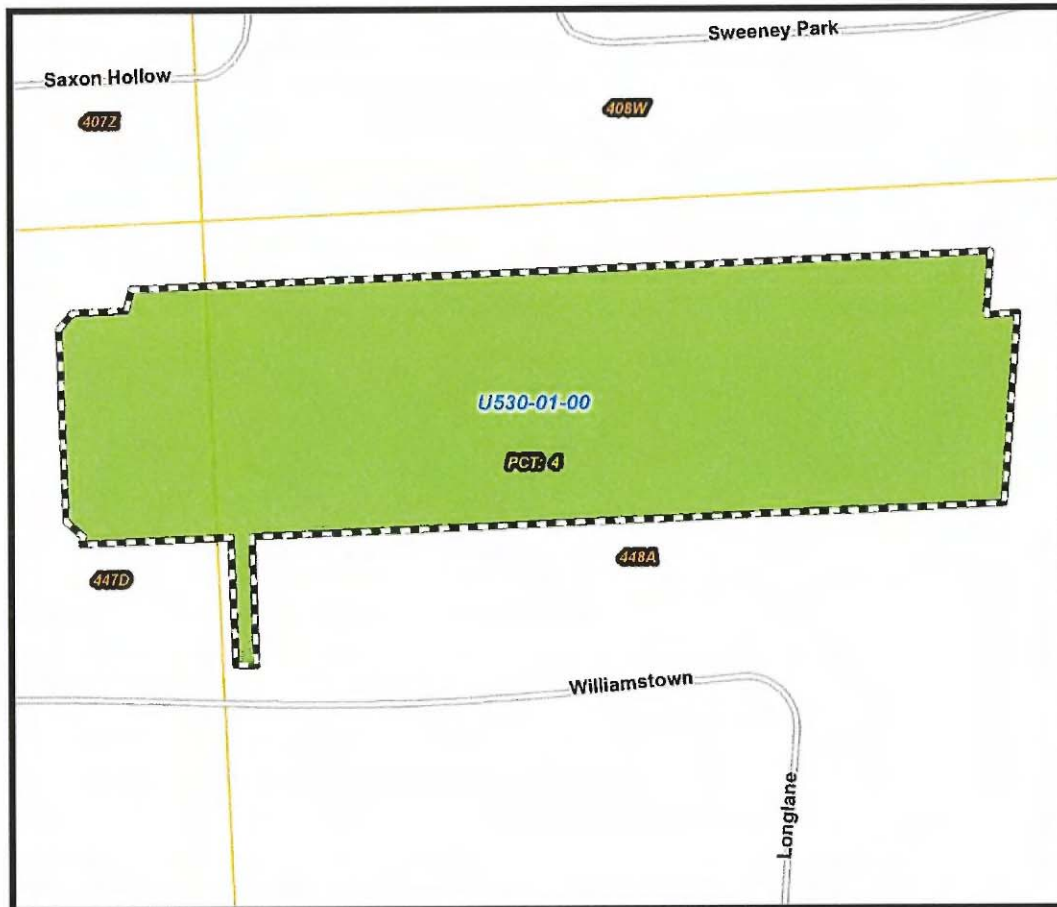 Sweeney Park
Saxon Hollow
407Z
408W
U530-01-00
PCT: 4
447D
448A
Williamstown
Longlane